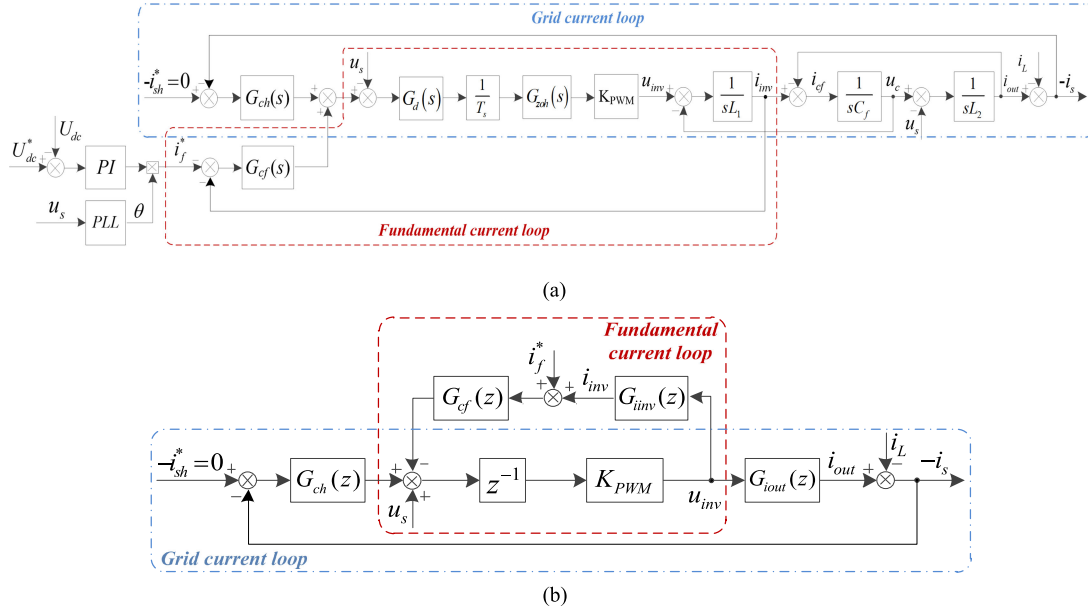 Grid current loop
-i*sh=0
Gch(s)
us
Gd(s)
1/Ts
Gzoh(s)
KPWM
uinv
1/sL1
iinv
icf
1/sCf
uc
us
1/sL2
iout
iL
-is
Udc
U*dc
PI
i*f
Gcf(s)
us
PLL
θ
Fundamental current loop
(a)
Fundamental
current loop
i*f
iinv
Gcf(z)
Giinv(z)
-i*sh=0
Gch(z)
us
z-1
KPWM
uinv
Giout(z)
iout
iL
-is
Grid current loop
(b)